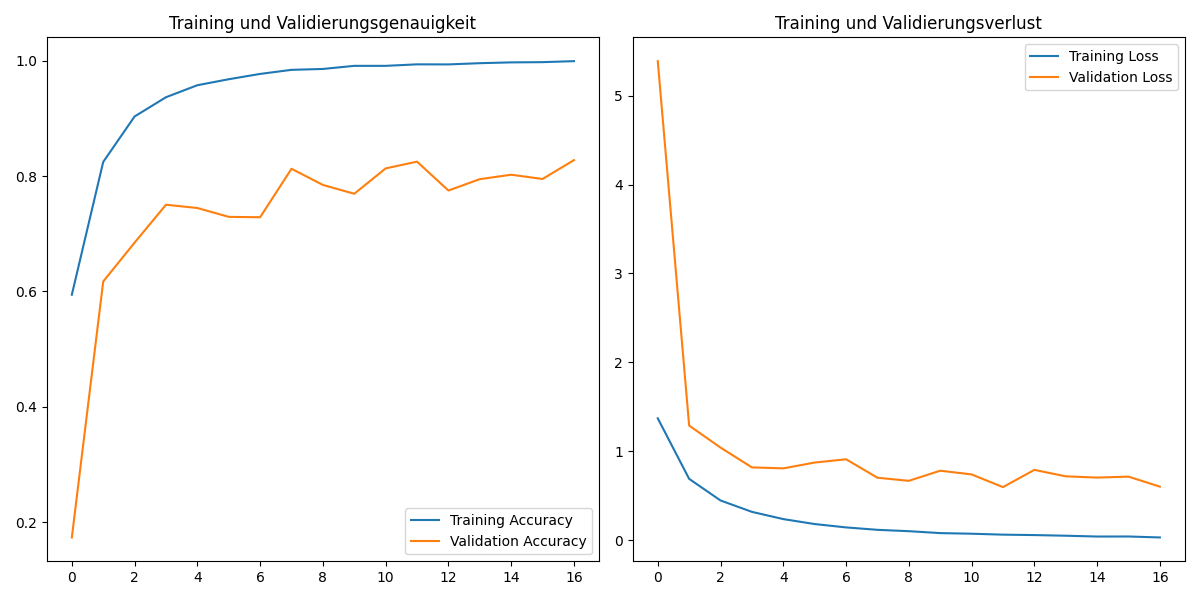 Training und Validierungsgenauigkeit
1.0
0.8
0.6
0.4
0.2
0 2 4 6 8 10 12 14 16
Training Accuracy
Validation Accuracy
Training und Validierungsverlust
5
4
3
2
1
0
0 2 4 6 8 10 12 14 16
Training Loss
Validation Loss